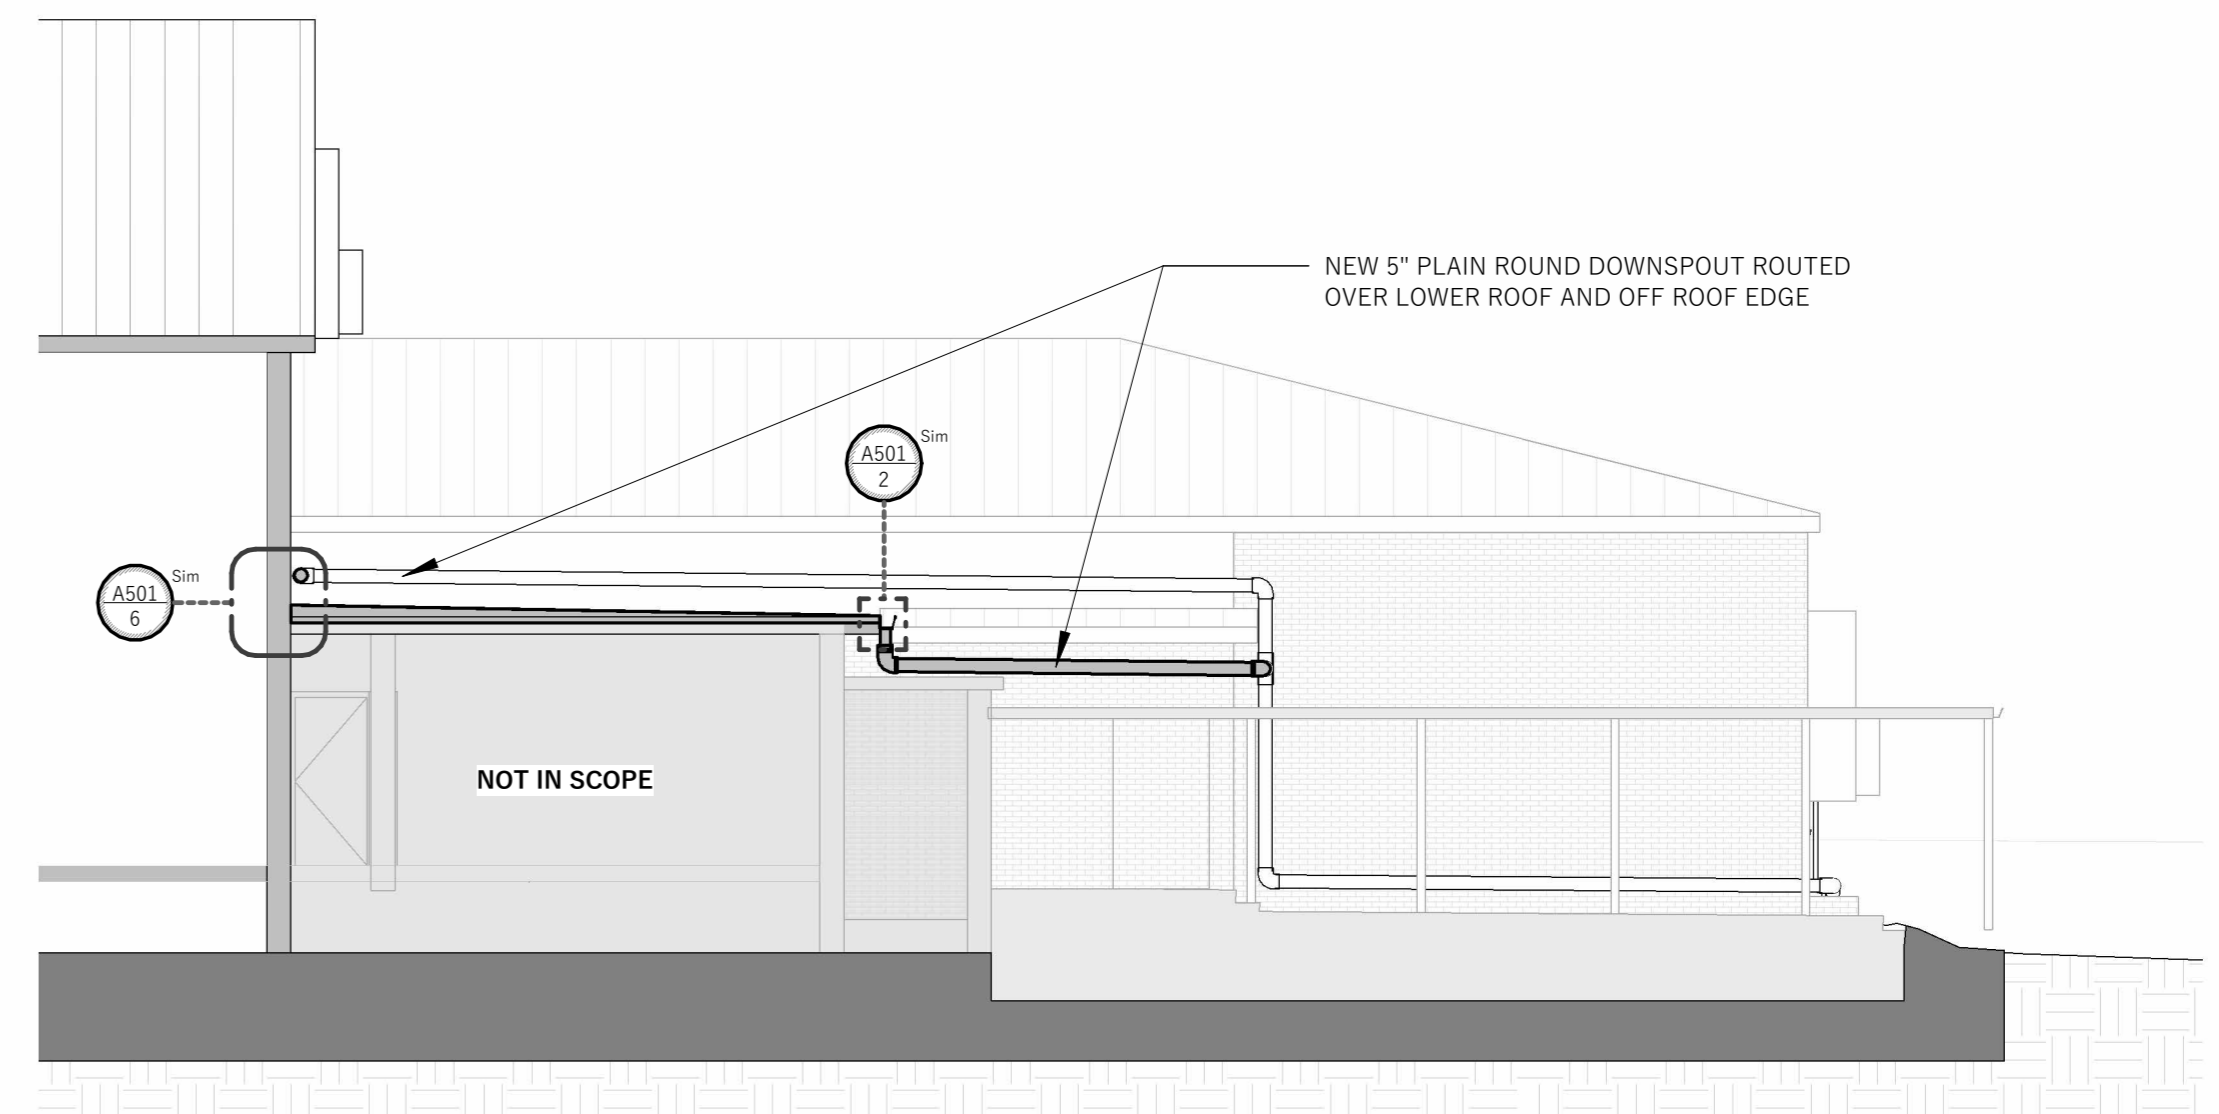 NEW 5" PLAIN ROUND DOWNSPOUT ROUTED
OVER LOWER ROOF AND OFF ROOF EDGE
Sim
A501
2
Sim
A501
6
NOT IN SCOPE